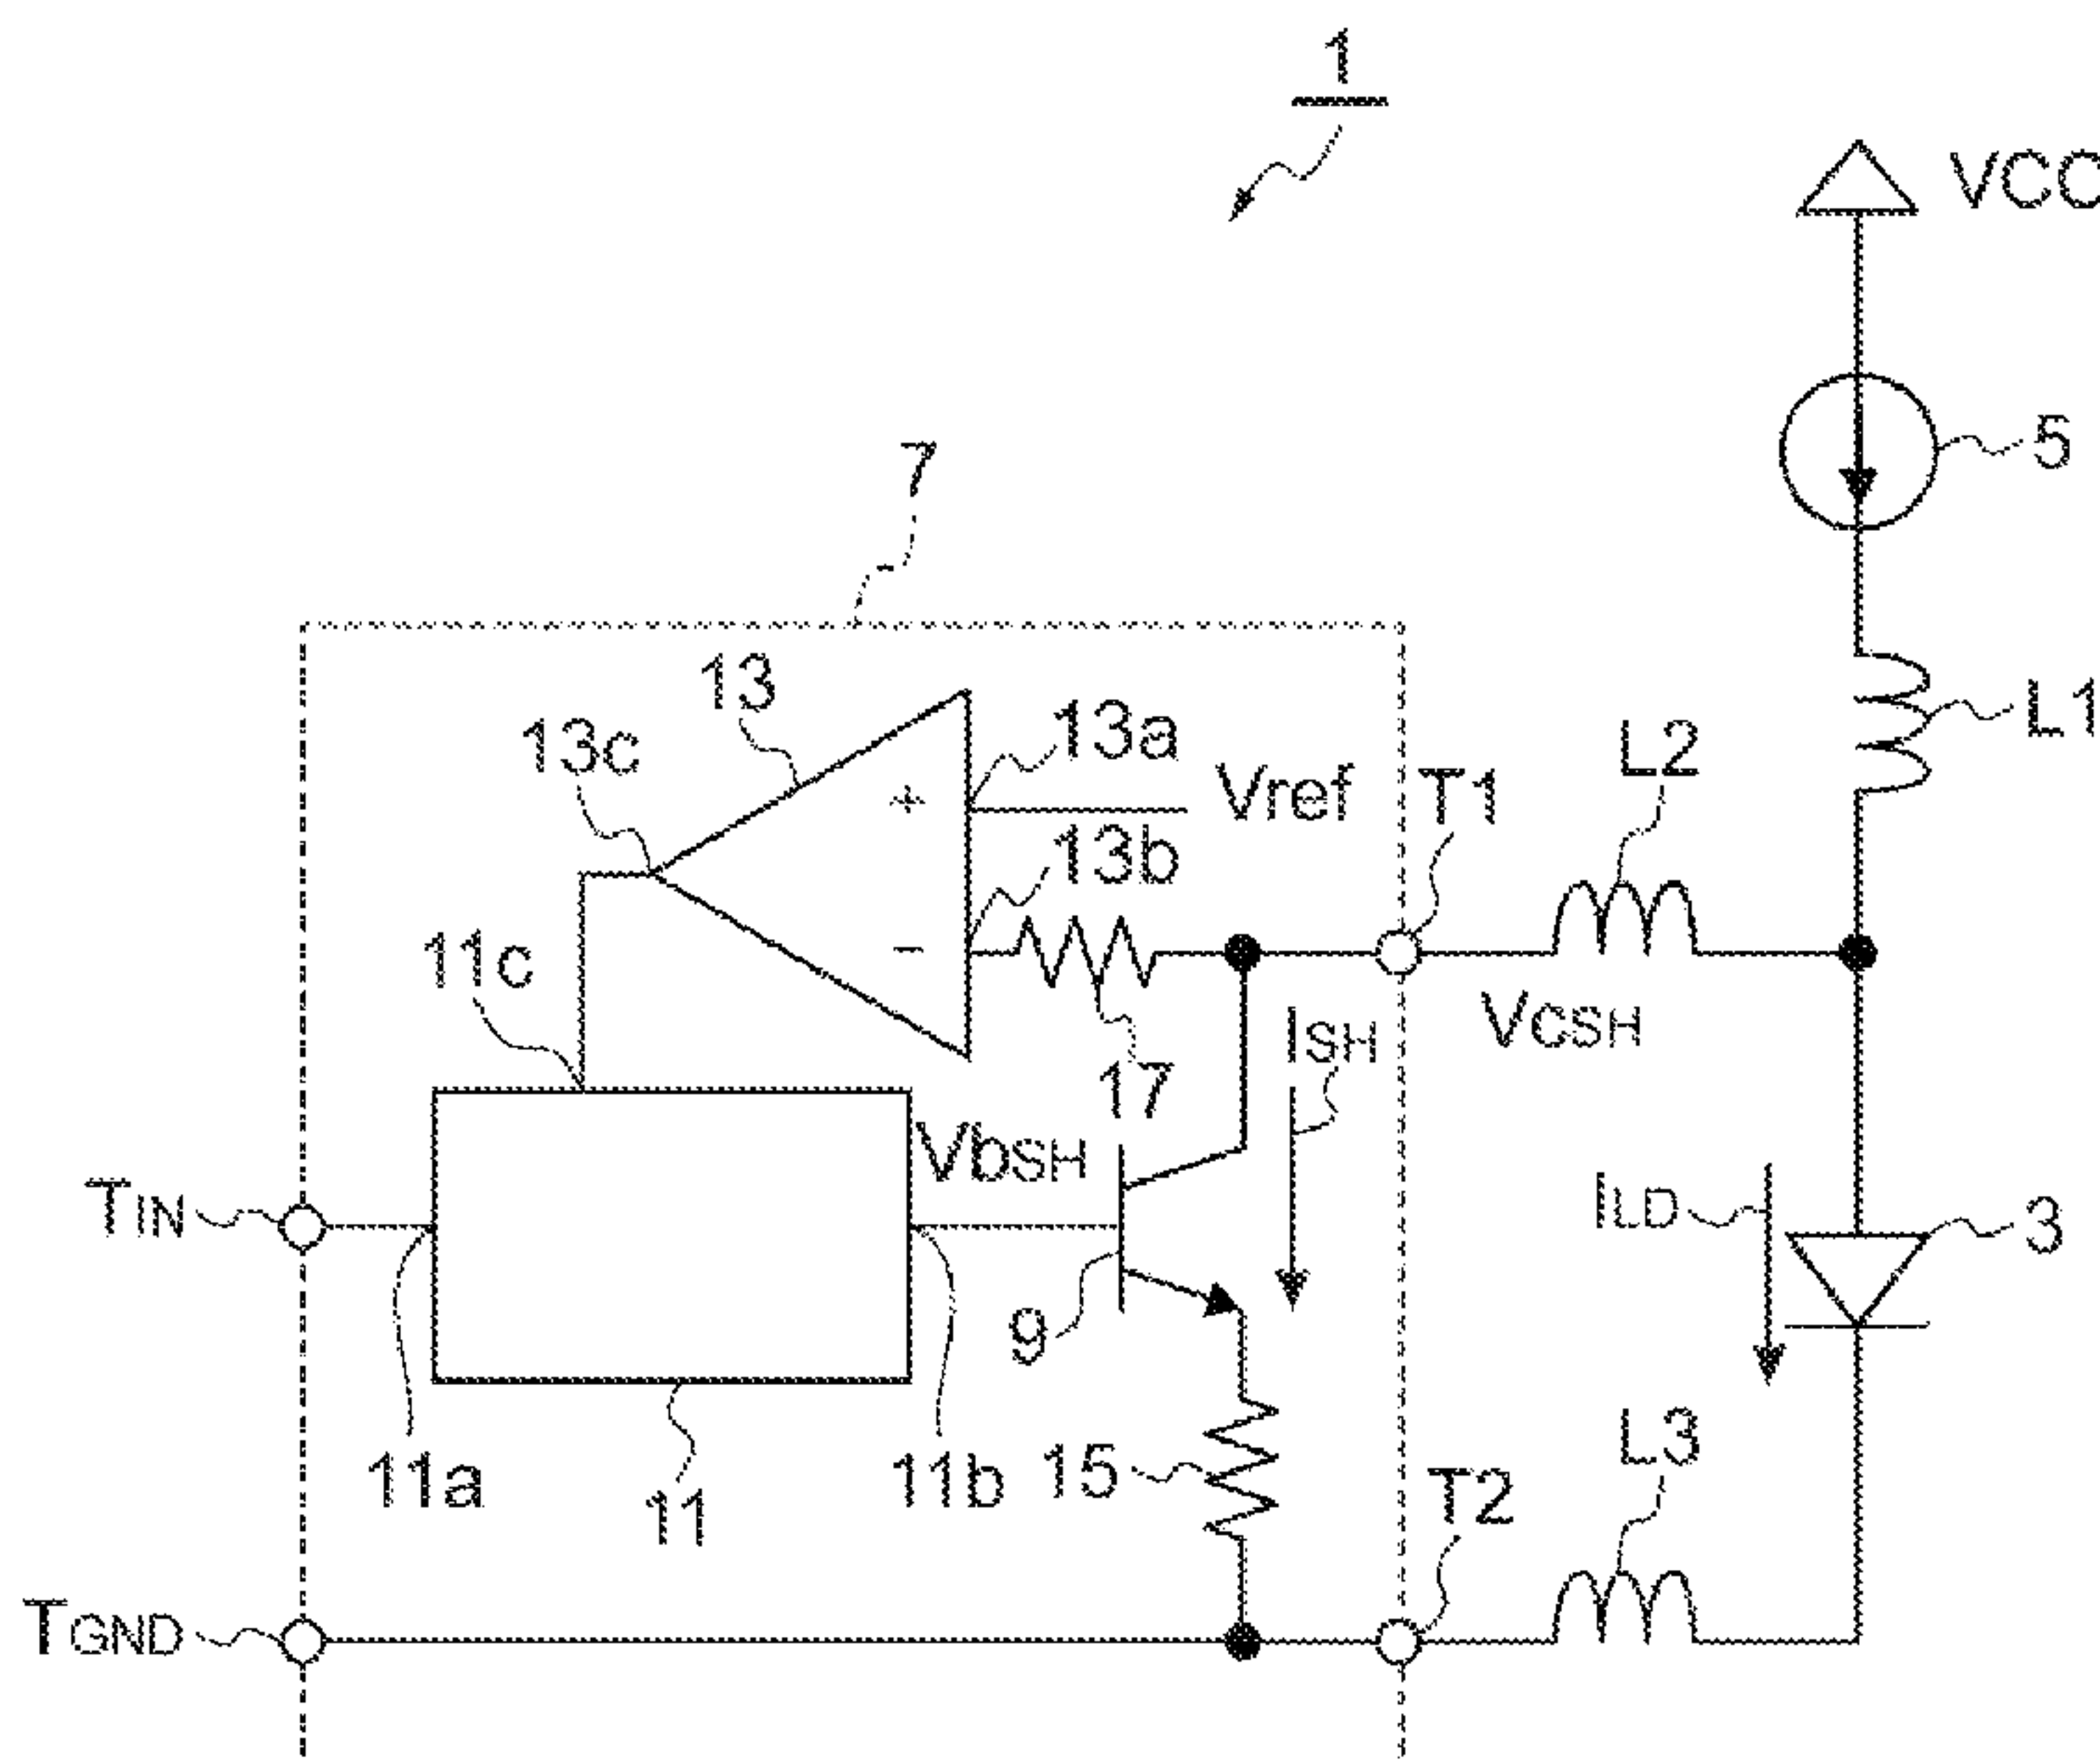 1
VCC
5
7
L1
13
13a
L2
13c
Vref
T1
13b
11c
VCSH
ISH
17
VbSH
TIN
ILD
3
9
L3
15
11a
11b
T2
11
TGND
+
−